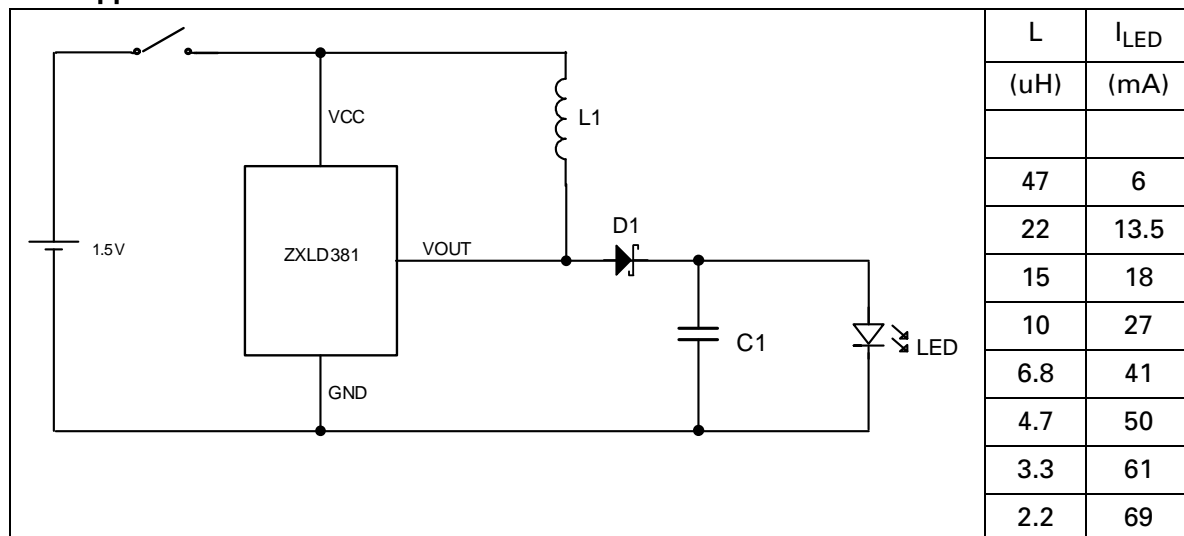 VCC
L1
1.5V
ZXLD381
VOUT
D1
C1
LED
GND
L I_LED
(uH) (mA)
47 6
22 13.5
15 18
10 27
6.8 41
4.7 50
3.3 61
2.2 69